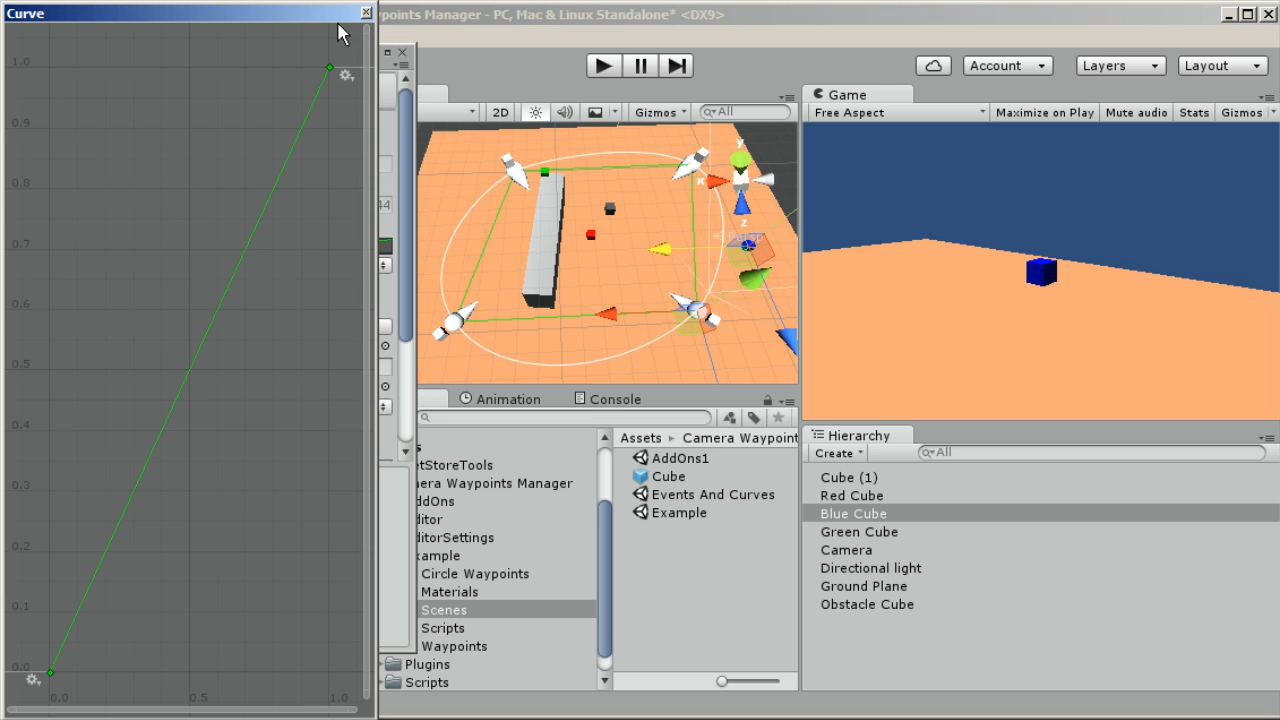 Curve
1.0
0.9
0.8
0.7
0.6
0.5
0.4
0.3
0.2
0.1
0.0
0.0 0.5 1.0
points Manager - PC, Mac & Linux Standalone* <DX9>
Account Layers Layout
2D Gizmos All
y
x
z
Persp
44
Game
Free Aspect Maximize on Play Mute audio Stats Gizmos
Animation Console
etStoreTools
era Waypoints Manager
ddOns
ditor
ditorSettings
xample
Circle Waypoints
Materials
Scenes
Scripts
Waypoints
Plugins
Scripts
Assets Camera Waypoint
AddOns1
Cube
Events And Curves
Example
Hierarchy
Create All
Cube (1)
Red Cube
Blue Cube
Green Cube
Camera
Directional light
Ground Plane
Obstacle Cube